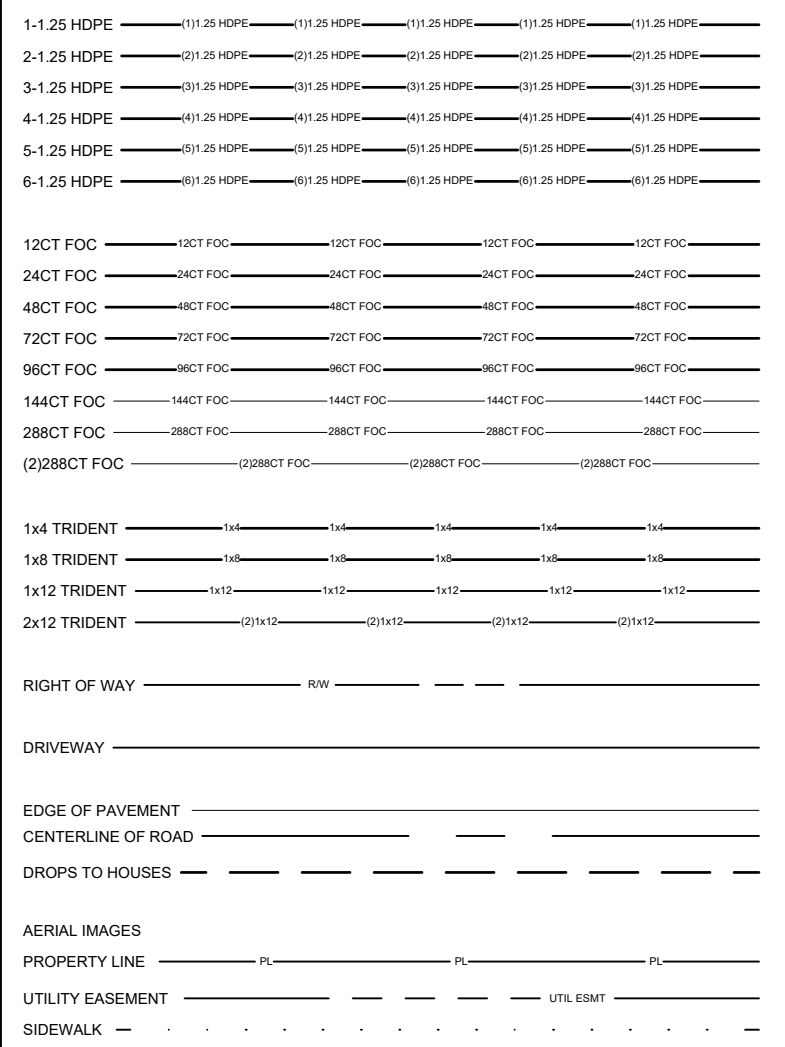 1-1.25 HDPE (1)1.25 HDPE (1)1.25 HDPE (1)1.25 HDPE (1)1.25 HDPE (1)1.25 HDPE
2-1.25 HDPE (2)1.25 HDPE (2)1.25 HDPE (2)1.25 HDPE (2)1.25 HDPE (2)1.25 HDPE
3-1.25 HDPE (3)1.25 HDPE (3)1.25 HDPE (3)1.25 HDPE (3)1.25 HDPE (3)1.25 HDPE
4-1.25 HDPE (4)1.25 HDPE (4)1.25 HDPE (4)1.25 HDPE (4)1.25 HDPE (4)1.25 HDPE
5-1.25 HDPE (5)1.25 HDPE (5)1.25 HDPE (5)1.25 HDPE (5)1.25 HDPE (5)1.25 HDPE
6-1.25 HDPE (6)1.25 HDPE (6)1.25 HDPE (6)1.25 HDPE (6)1.25 HDPE (6)1.25 HDPE
12CT FOC 12CT FOC 12CT FOC 12CT FOC 12CT FOC
24CT FOC 24CT FOC 24CT FOC 24CT FOC 24CT FOC
48CT FOC 48CT FOC 48CT FOC 48CT FOC 48CT FOC
72CT FOC 72CT FOC 72CT FOC 72CT FOC 72CT FOC
96CT FOC 96CT FOC 96CT FOC 96CT FOC 96CT FOC
144CT FOC 144CT FOC 144CT FOC 144CT FOC 144CT FOC
288CT FOC 288CT FOC 288CT FOC 288CT FOC 288CT FOC
(2)288CT FOC (2)288CT FOC (2)288CT FOC (2)288CT FOC
1x4 TRIDENT 1x4 1x4 1x4 1x4 1x4
1x8 TRIDENT 1x8 1x8 1x8 1x8 1x8
1x12 TRIDENT 1x12 1x12 1x12 1x12 1x12
2x12 TRIDENT (2)1x12 (2)1x12 (2)1x12 (2)1x12
RIGHT OF WAY R/W
DRIVEWAY
EDGE OF PAVEMENT
CENTERLINE OF ROAD
DROPS TO HOUSES
AERIAL IMAGES
PROPERTY LINE PL PL PL
UTILITY EASEMENT UTIL ESMT
SIDEWALK